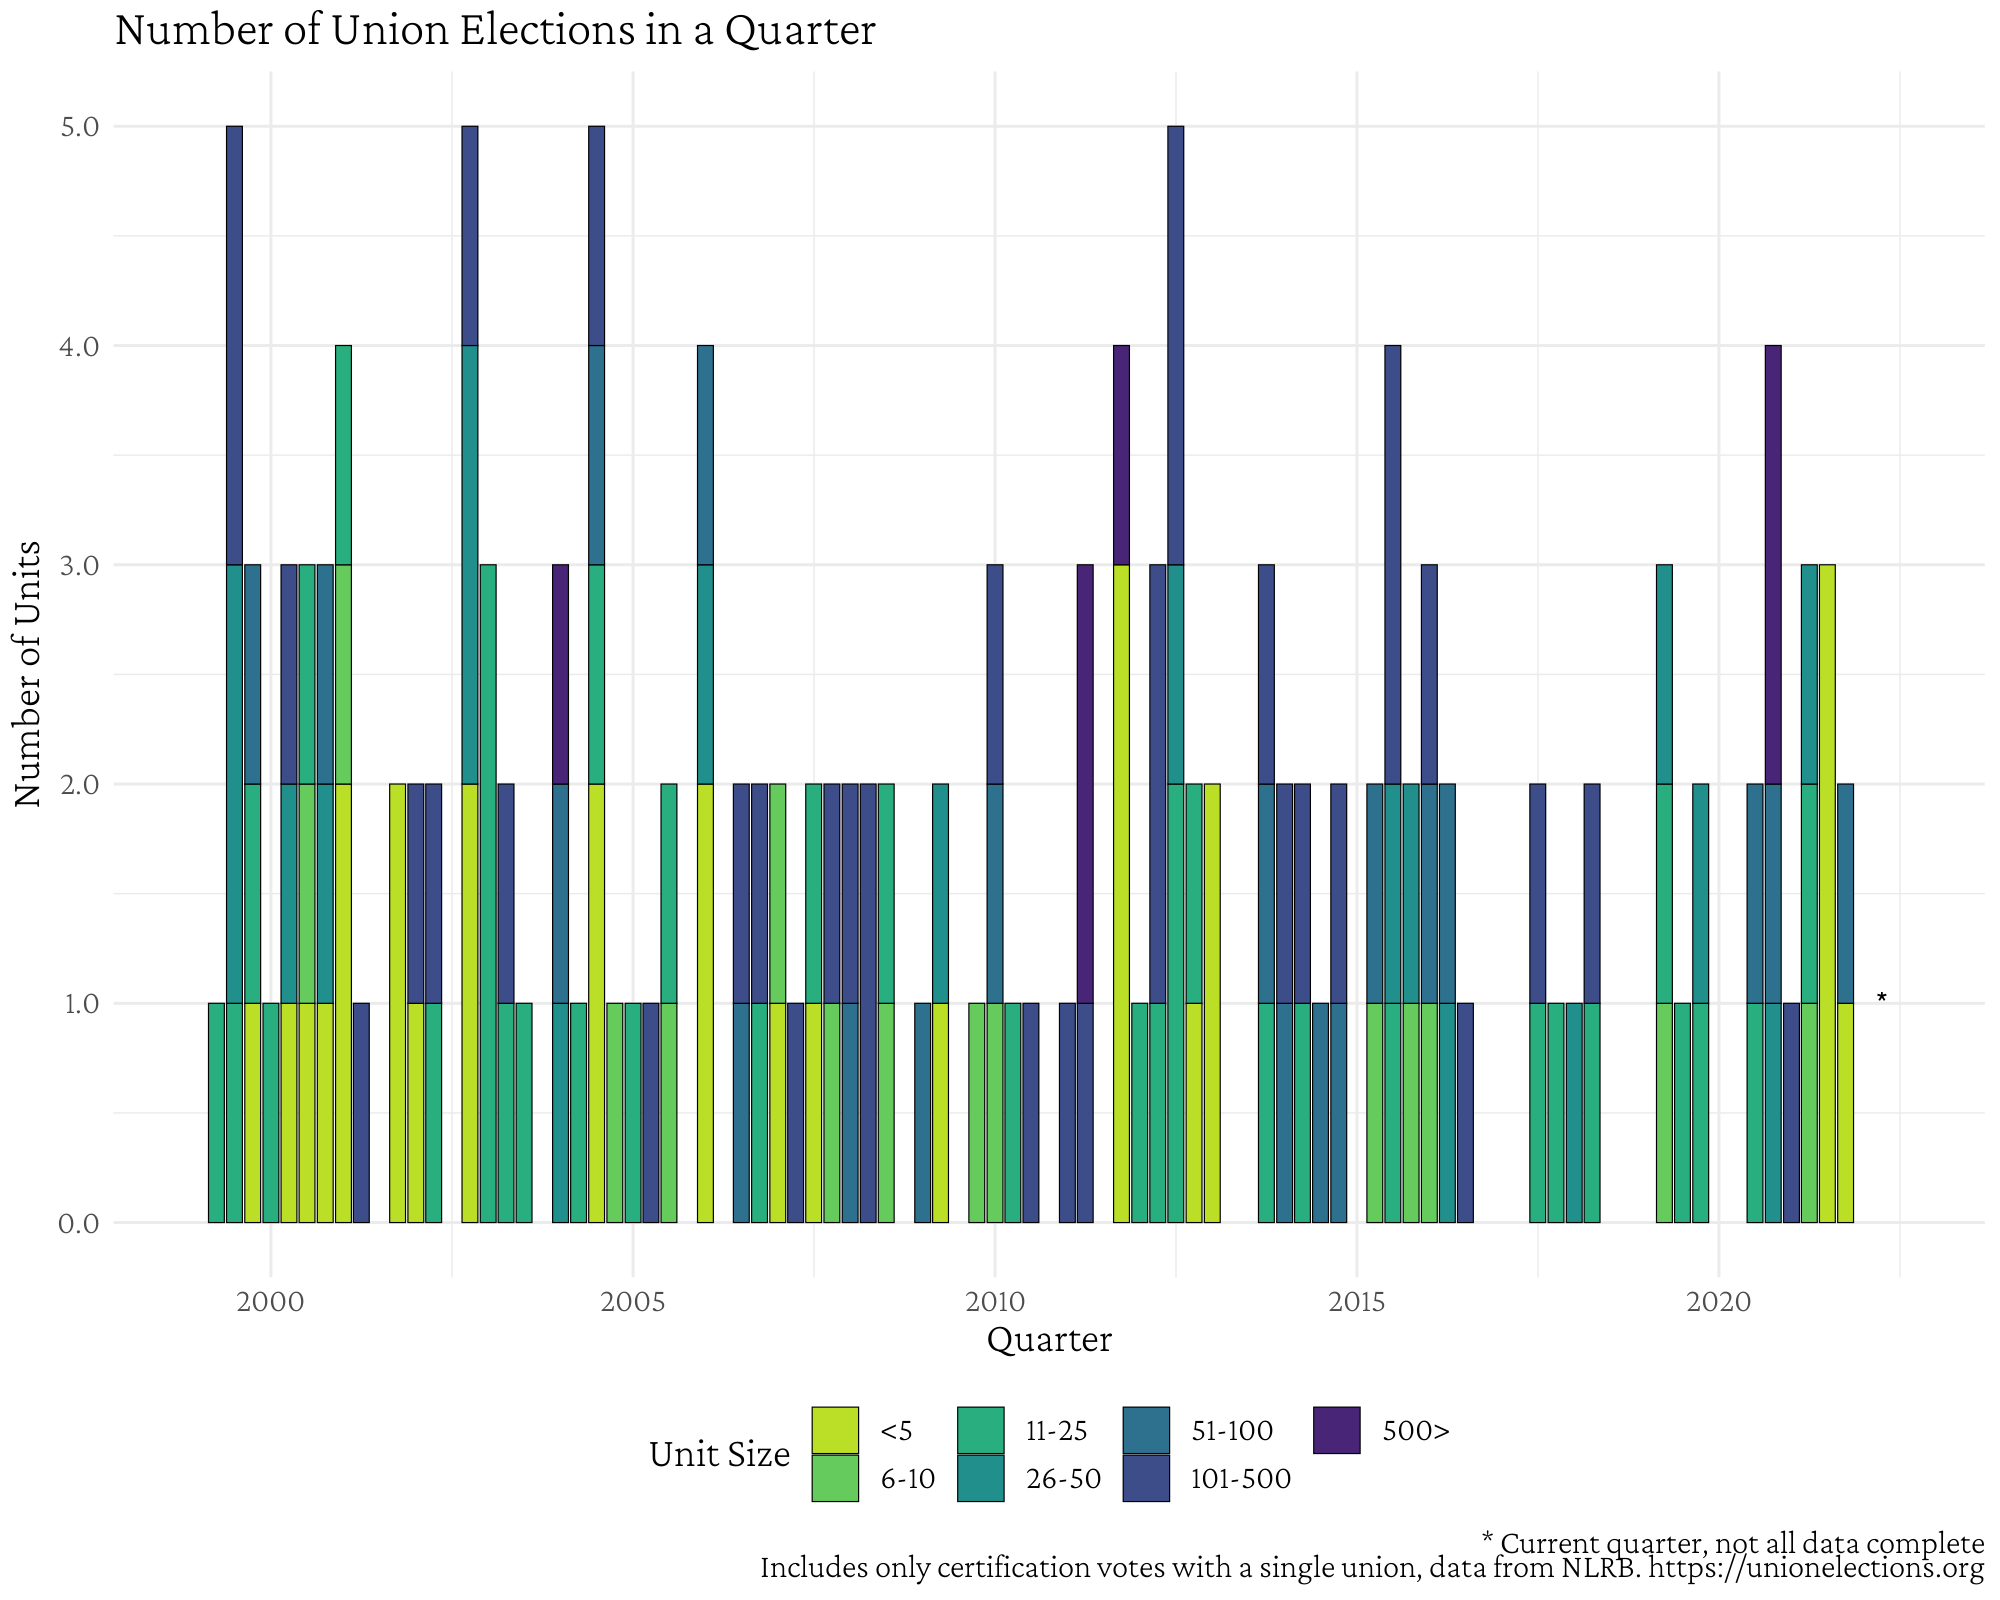 Number of Union Elections in a Quarter
Number of Units
5.0
4.0
3.0
2.0
1.0
0.0
*
2000 2005 2010 2015 2020
Quarter
Unit Size
<5 11-25 51-100 500>
6-10 26-50 101-500
* Current quarter, not all data complete
Includes only certification votes with a single union, data from NLRB. https://unionelections.org